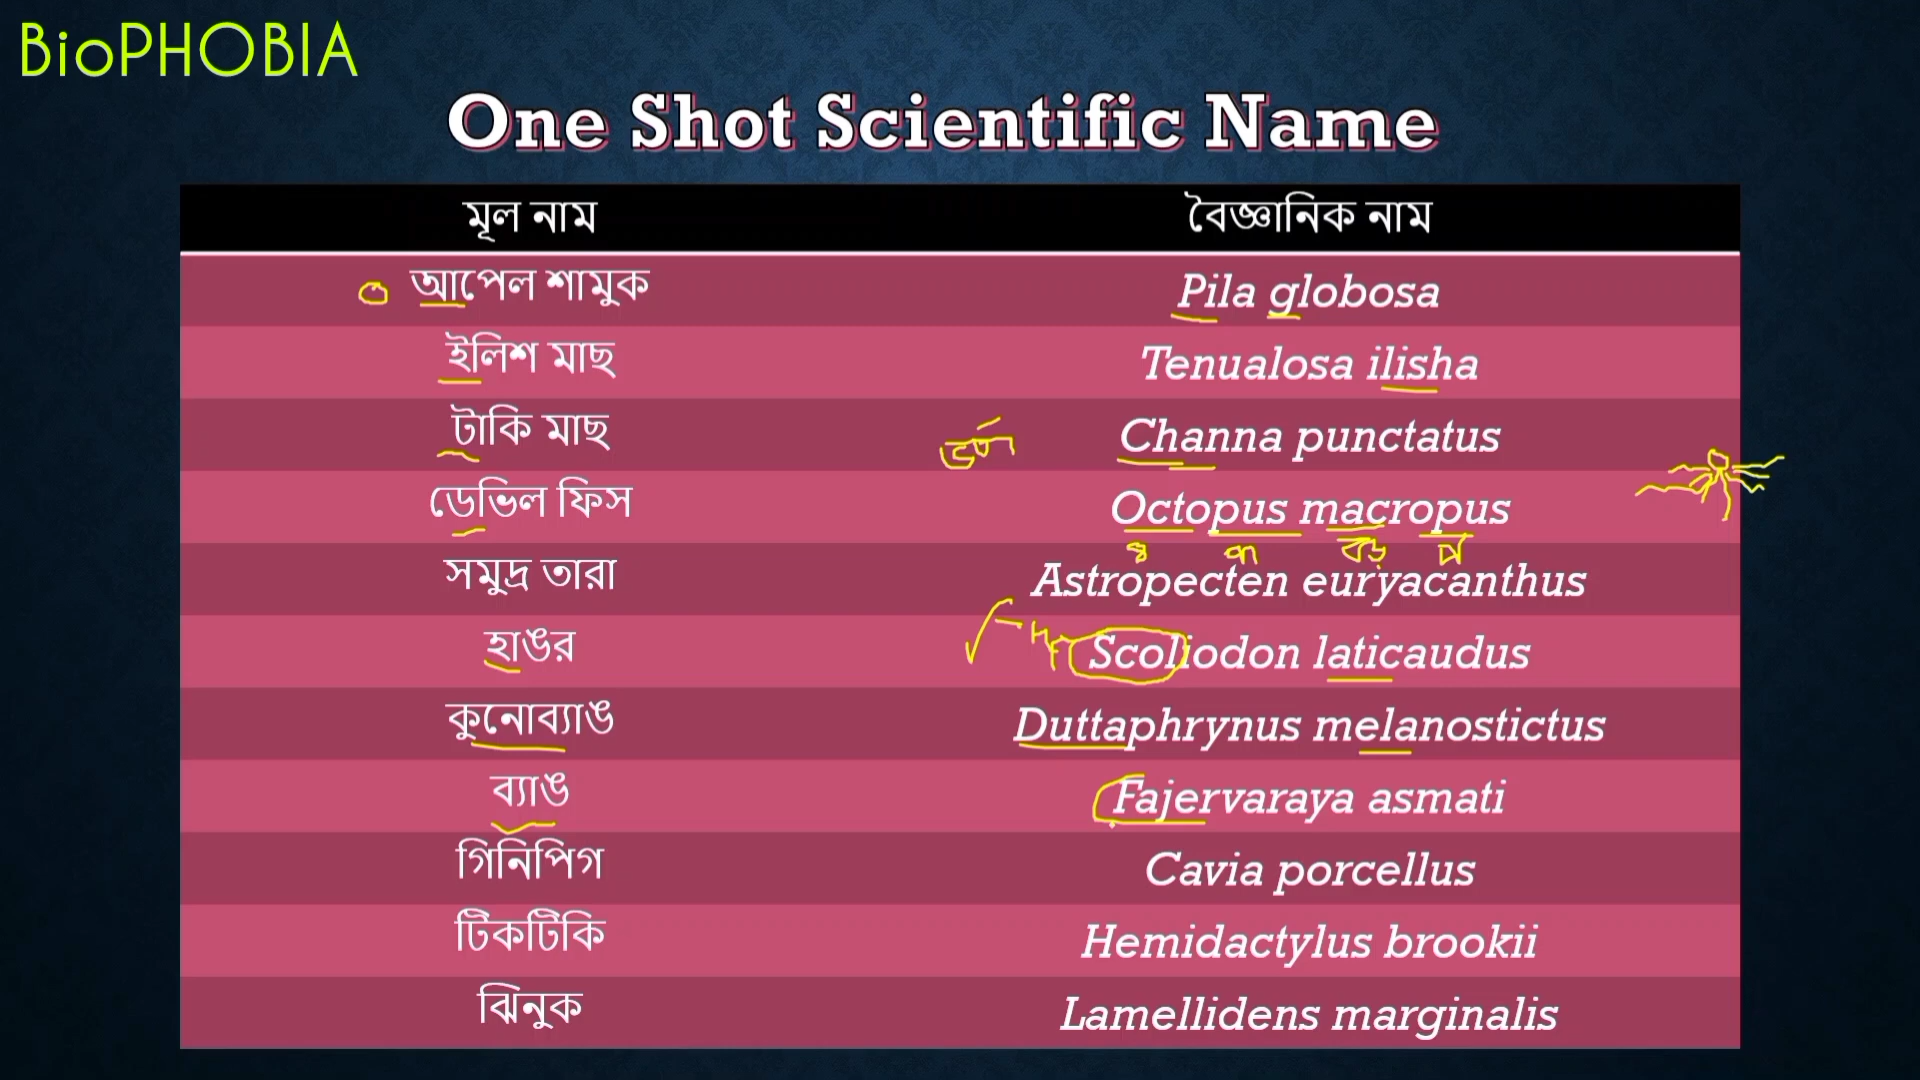 BioPHOBIA
One Shot Scientific Name
মূল নাম বৈজ্ঞানিক নাম
আপেল শামুক Pila globosa
ইলিশ মাছ Tenualosa ilisha
টাকি মাছ Channa punctatus
ডেভিল ফিস Octopus macropus
বড়
সমুদ্র তারা Astropecten euryacanthus
হাঙর Scoliodon laticaudus
কুনোব্যাঙ Duttaphrynus melanostictus
ব্যাঙ Fajervaraya asmati
গিনিপিগ Cavia porcellus
টিকটিকি Hemidactylus brookii
ঝিনুক Lamellidens marginalis